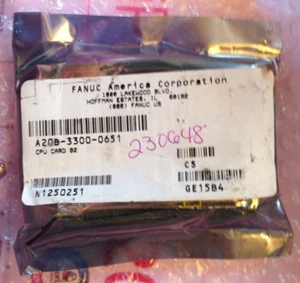 FANUC America Corporation
1800 LAKEWOOD BLVD.
HOFFMAN ESTATES, IL 60192
(888) FANUC US
A20B-3300-0651
CPU CARD B2
230648
CS
N1250251
GE15B4